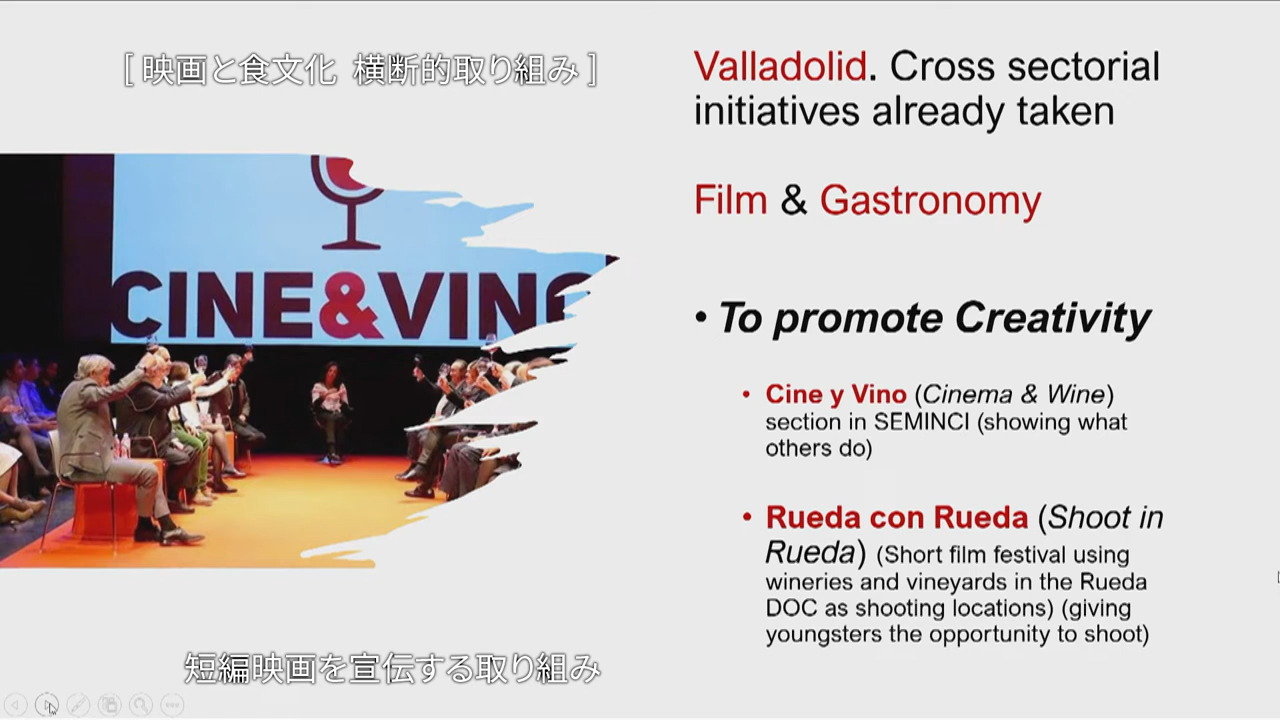 [ 映画と食文化 横断的取り組み ]
Valladolid. Cross sectorial
initiatives already taken
Film & Gastronomy
CINE&VINO
• To promote Creativity
• Cine y Vino (Cinema & Wine)
section in SEMINCI (showing what
others do)
• Rueda con Rueda (Shoot in
Rueda) (Short film festival using
wineries and vineyards in the Rueda
DOC as shooting locations) (giving
youngsters the opportunity to shoot)
短編映画を宣伝する取り組み